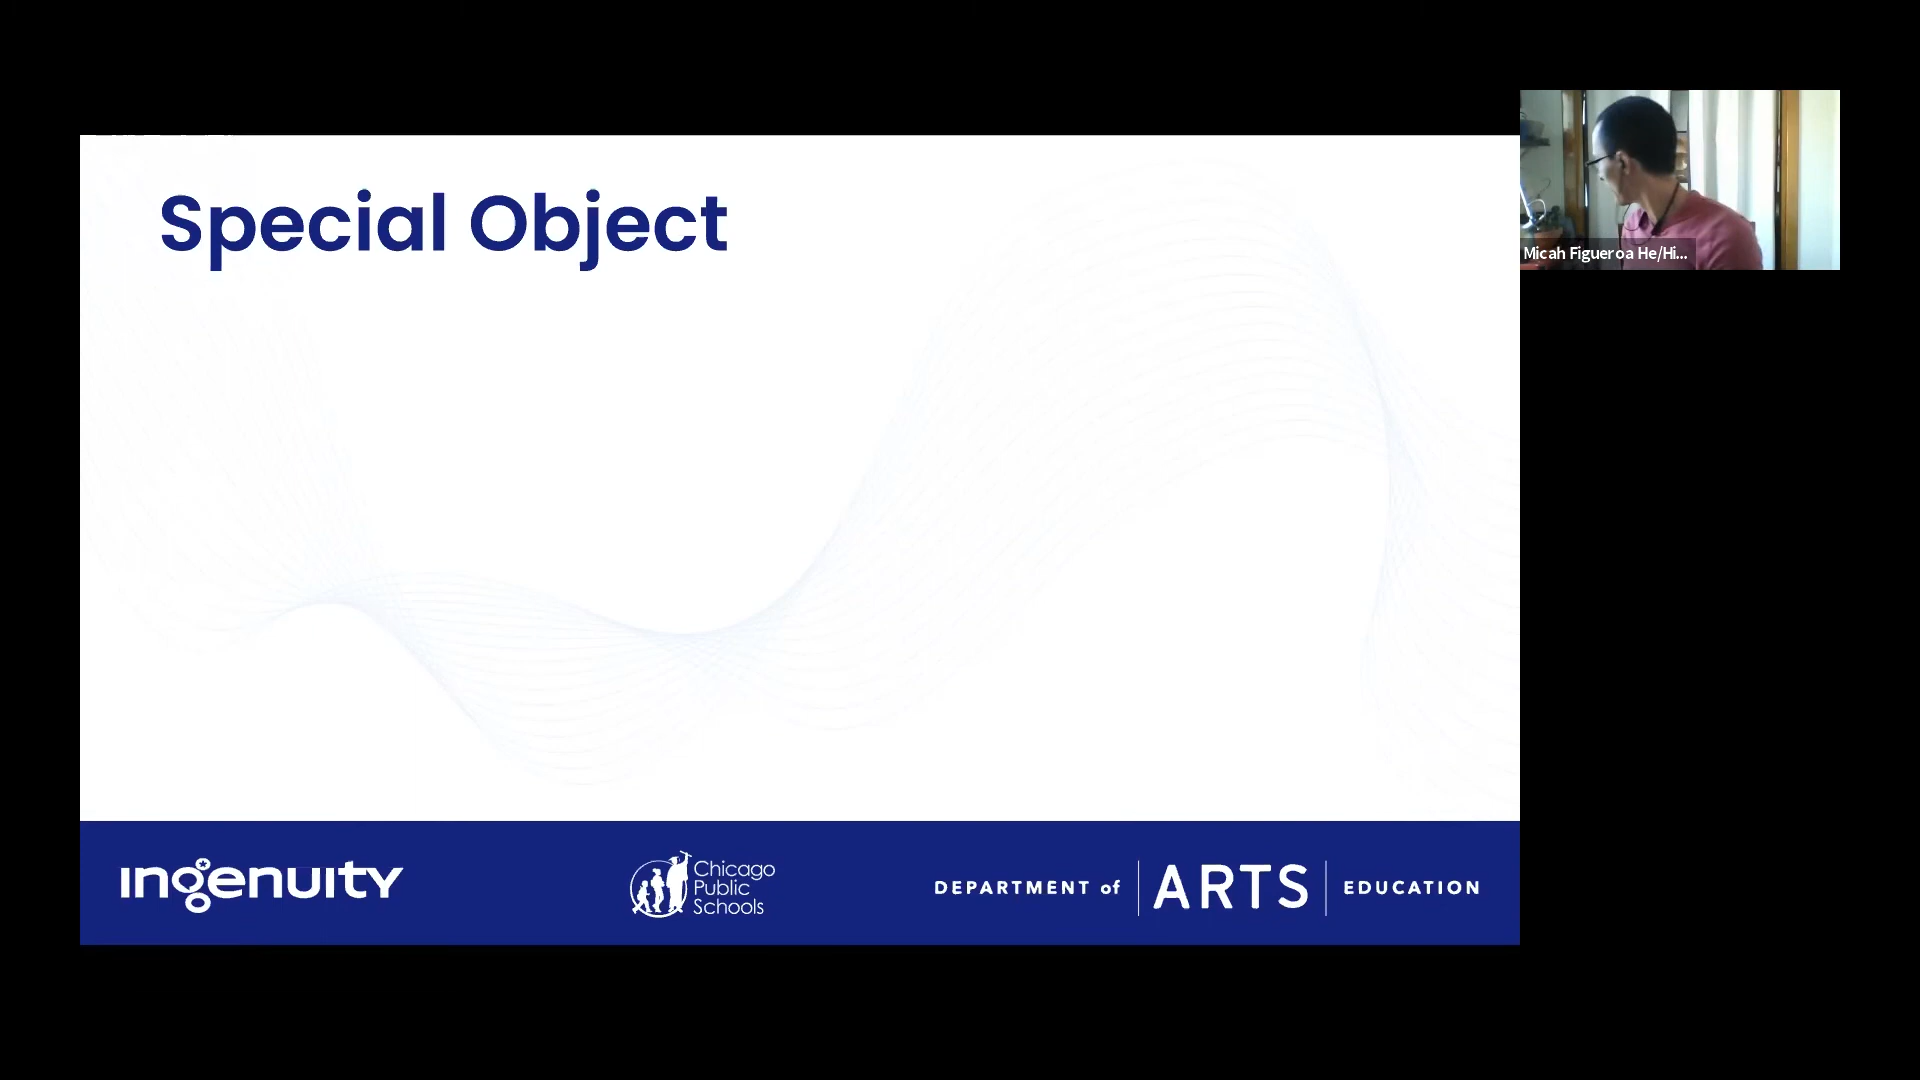 Special Object
Micah Figueroa He/Hi...
ingenuity
Chicago
Public
Schools
DEPARTMENT of ARTS EDUCATION